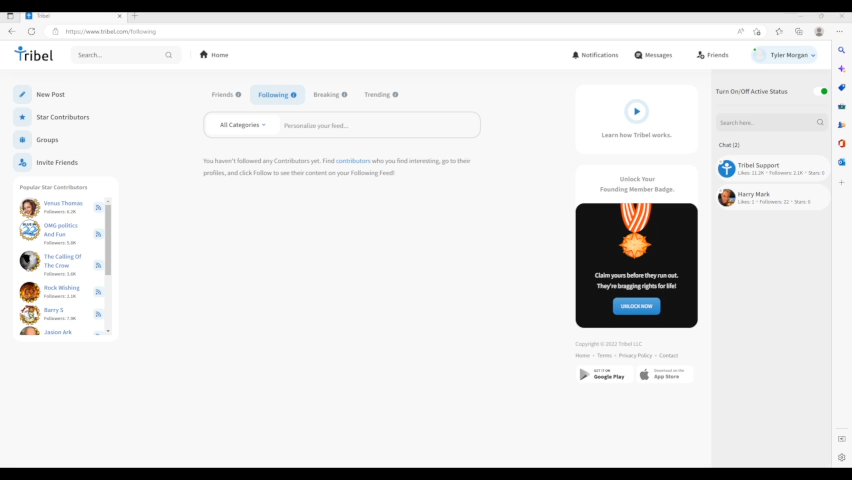 Tribel
https://www.tribel.com/following
Tribel
Search...
Home
Notifications
Messages
Friends
Tyler Morgan
New Post
Star Contributors
Groups
Invite Friends
Popular Star Contributors
Venus Thomas
Followers: 6.2K
OMG politics
And Fun
Followers: 5.8K
The Calling Of
The Crow
Followers: 3.6K
Rock Wishing
Followers: 2.1K
Barry S
Followers: 7.9K
Jason Ark
Friends
Following
Breaking
Trending
All Categories
Personalize your feed...
You haven't followed any Contributors yet. Find contributors who you find interesting, go to their
profiles, and click Follow to see their content on your Following Feed!
Learn how Tribel works.
Unlock Your
Founding Member Badge.
Claim yours before they run out.
They're bragging rights for life!
UNLOCK NOW
Copyright © 2022 Tribel LLC
Home • Terms • Privacy Policy • Contact
GET IT ON
Google Play
Download on the
App Store
Turn On/Off Active Status
Search here..
Chat (2)
Tribel Support
Likes: 11.2K • Followers: 2.1K • Stars: 0
Harry Mark
Likes: 1 • Followers: 22 • Stars: 0